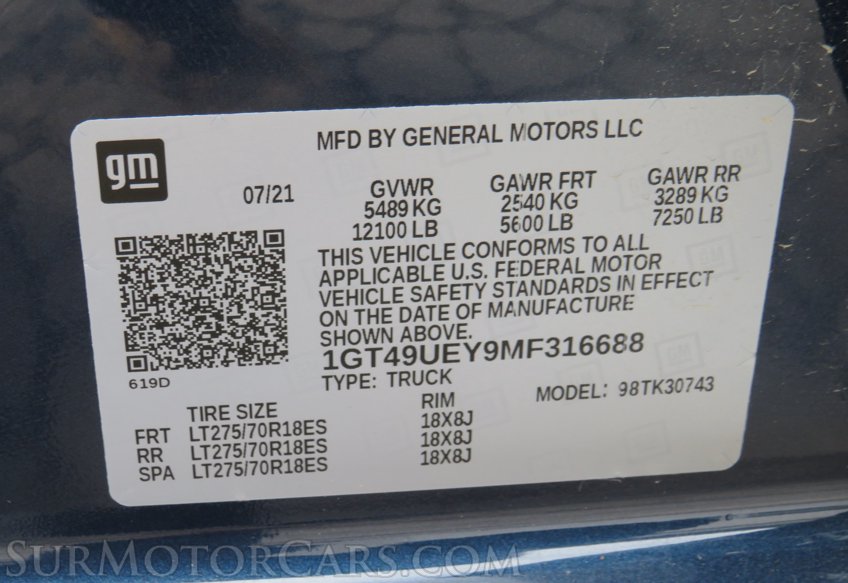 gm
MFD BY GENERAL MOTORS LLC
07/21
GVWR
5489 KG
12100 LB
GAWR FRT
2540 KG
5600 LB
GAWR RR
3289 KG
7250 LB
THIS VEHICLE CONFORMS TO ALL
APPLICABLE U.S. FEDERAL MOTOR
VEHICLE SAFETY STANDARDS IN EFFECT
ON THE DATE OF MANUFACTURE
SHOWN ABOVE.
1GT49UEY9MF316688
619D
TYPE: TRUCK
MODEL: 98TK30743
TIRE SIZE RIM
FRT LT275/70R18ES 18X8J
RR LT275/70R18ES 18X8J
SPA LT275/70R18ES 18X8J
SurMotorCars.com